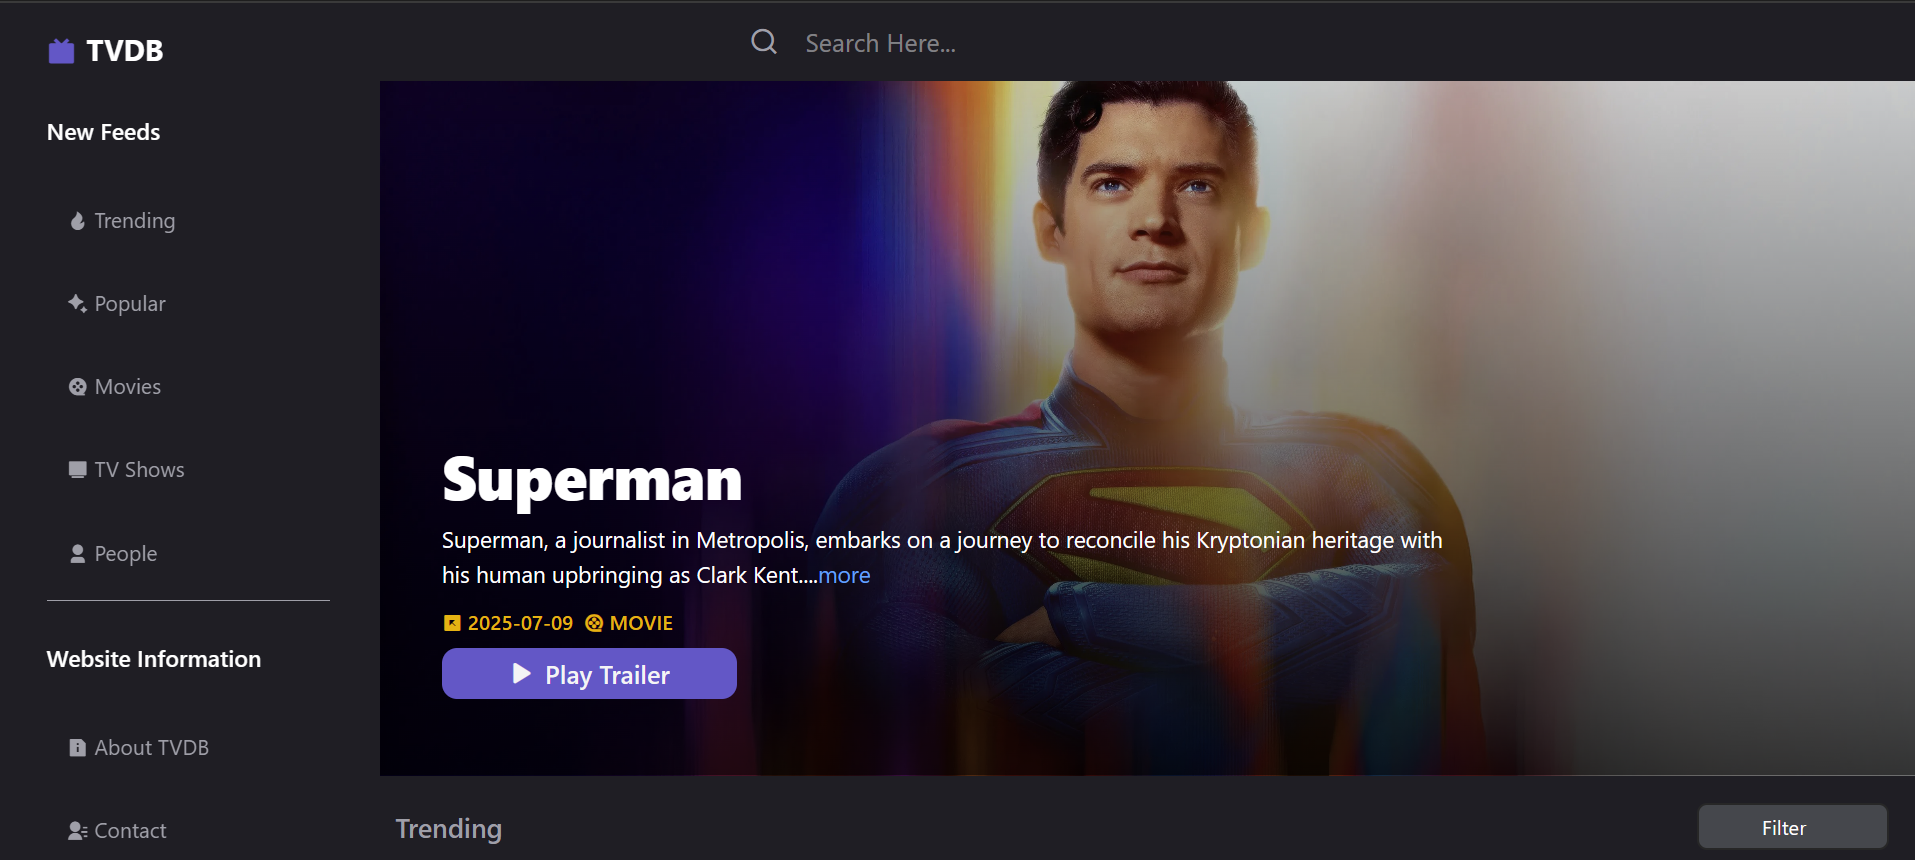 TVDB
Search Here...
New Feeds
Trending
Popular
Movies
TV Shows
People
Website Information
About TVDB
Contact
Superman
Superman, a journalist in Metropolis, embarks on a journey to reconcile his Kryptonian heritage with
his human upbringing as Clark Kent....more
2025-07-09 MOVIE
Play Trailer
Trending
Filter